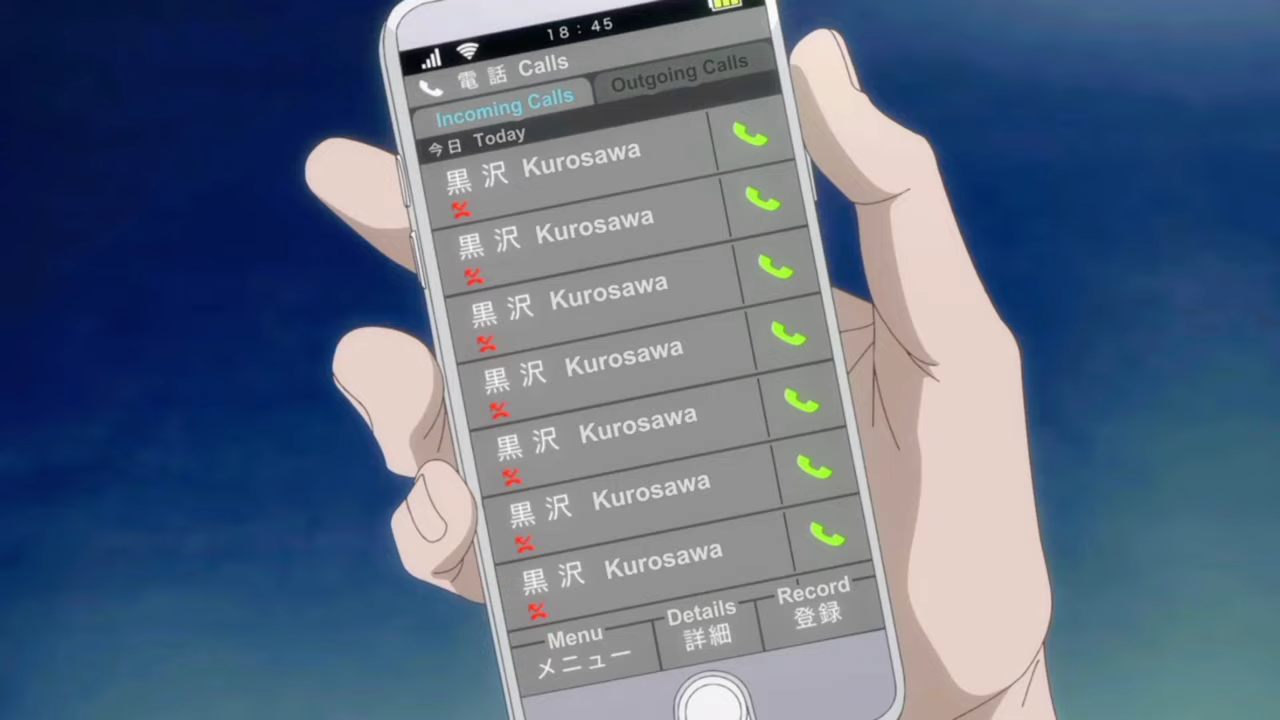 18:45
電話 Calls
Incoming Calls Outgoing Calls
今日 Today
黒沢 Kurosawa
黒沢 Kurosawa
黒沢 Kurosawa
黒沢 Kurosawa
黒沢 Kurosawa
黒沢 Kurosawa
黒沢 Kurosawa
Menu Details Record
メニュー 詳細 登録